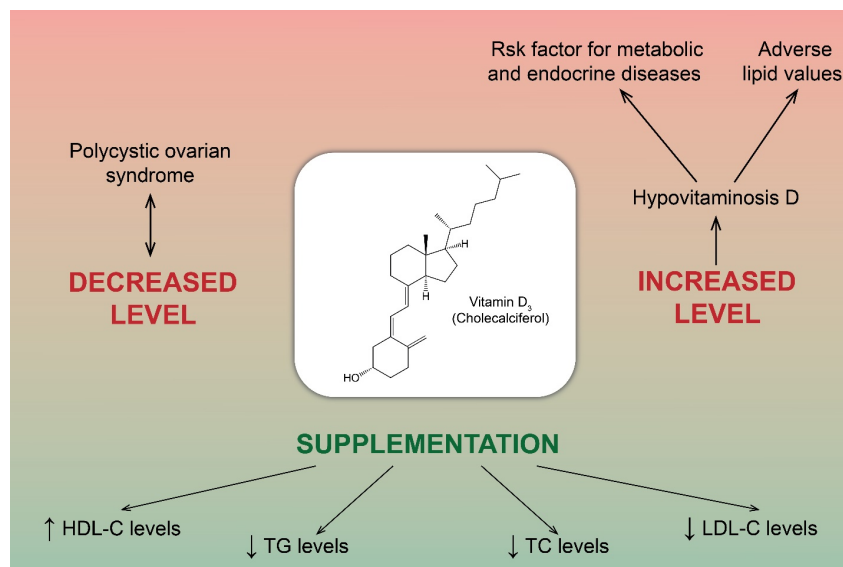 Rsk factor for metabolic
and endocrine diseases
Adverse
lipid values
Polycystic ovarian
syndrome
Hypovitaminosis D
DECREASED
LEVEL
INCREASED
LEVEL
H
H
HO
Vitamin D₃
(Cholecalciferol)
SUPPLEMENTATION
↑ HDL-C levels
↓ TG levels
↓ TC levels
↓ LDL-C levels